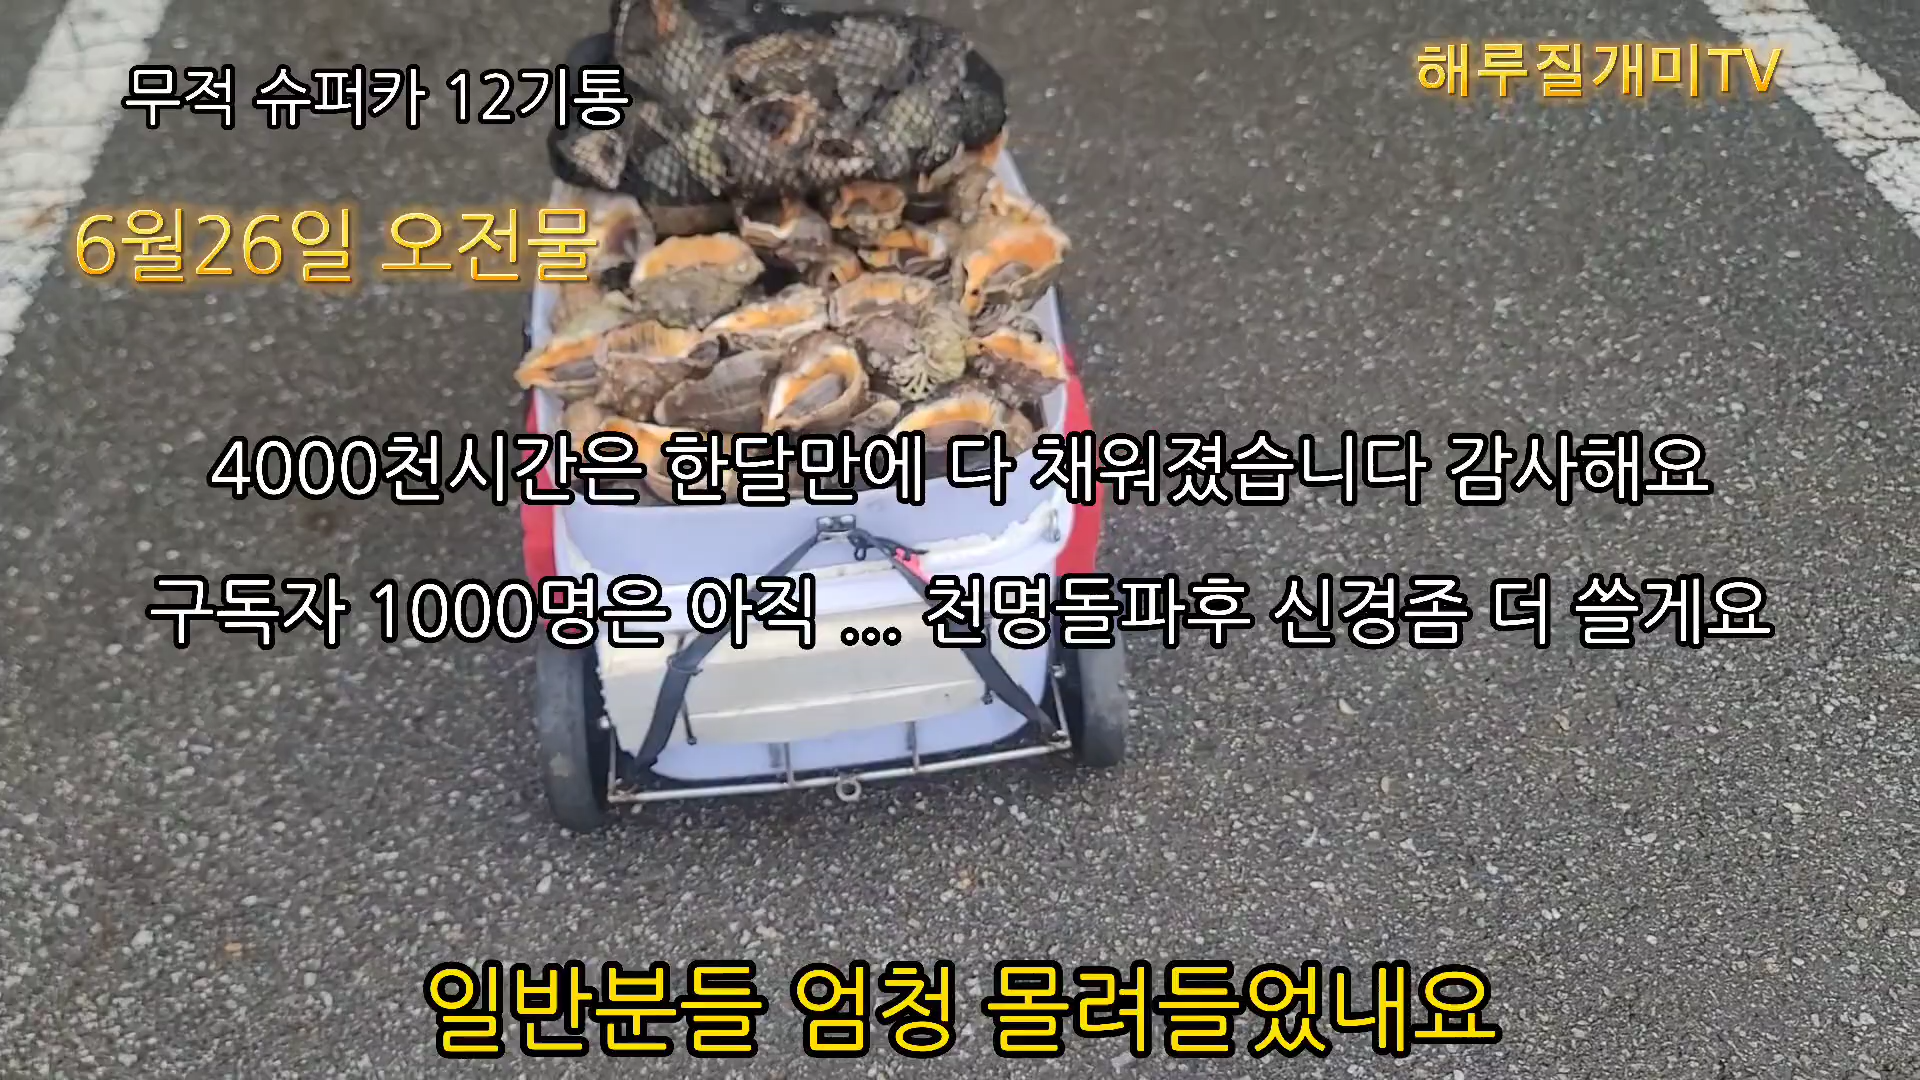 무적 슈퍼카 12기통
해루질개미TV
6월26일 오전물
4000천시간은 한달만에 다 채워졌습니다 감사해요
구독자 1000명은 아직 ... 천명돌파후 신경좀 더 쓸게요
일반분들 엄청 몰려들었내요